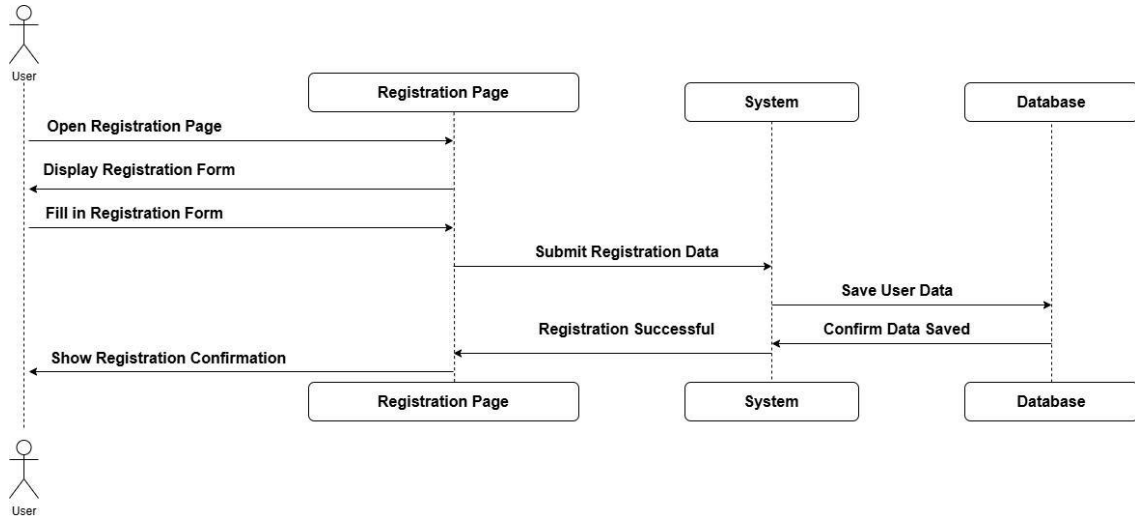 User
Registration Page
System
Database
Open Registration Page
Display Registration Form
Fill in Registration Form
Submit Registration Data
Save User Data
Registration Successful
Confirm Data Saved
Show Registration Confirmation
Registration Page
System
Database
User